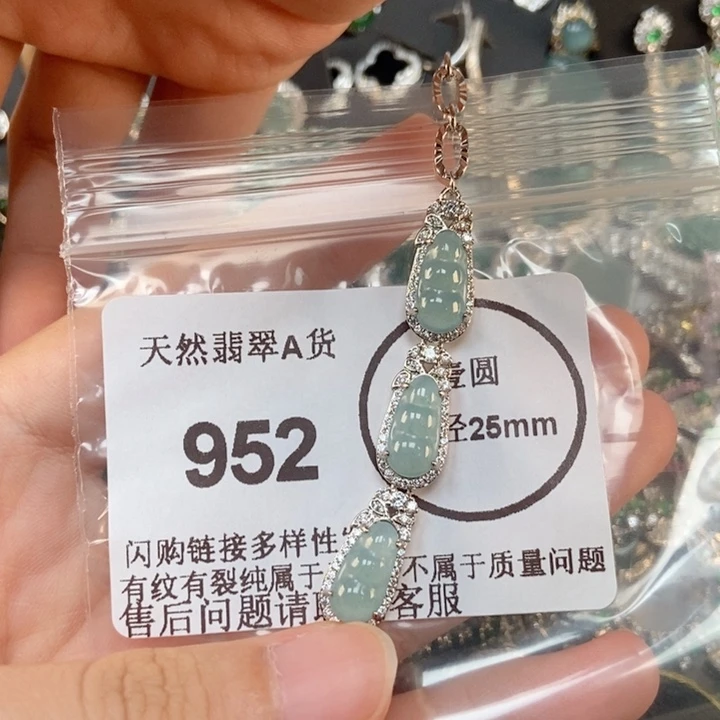 天然翡翠A货
952
壹圆
径25mm
闪购链接多样性
有纹有裂纯属于 不属于质量问题
售后问题请 客服